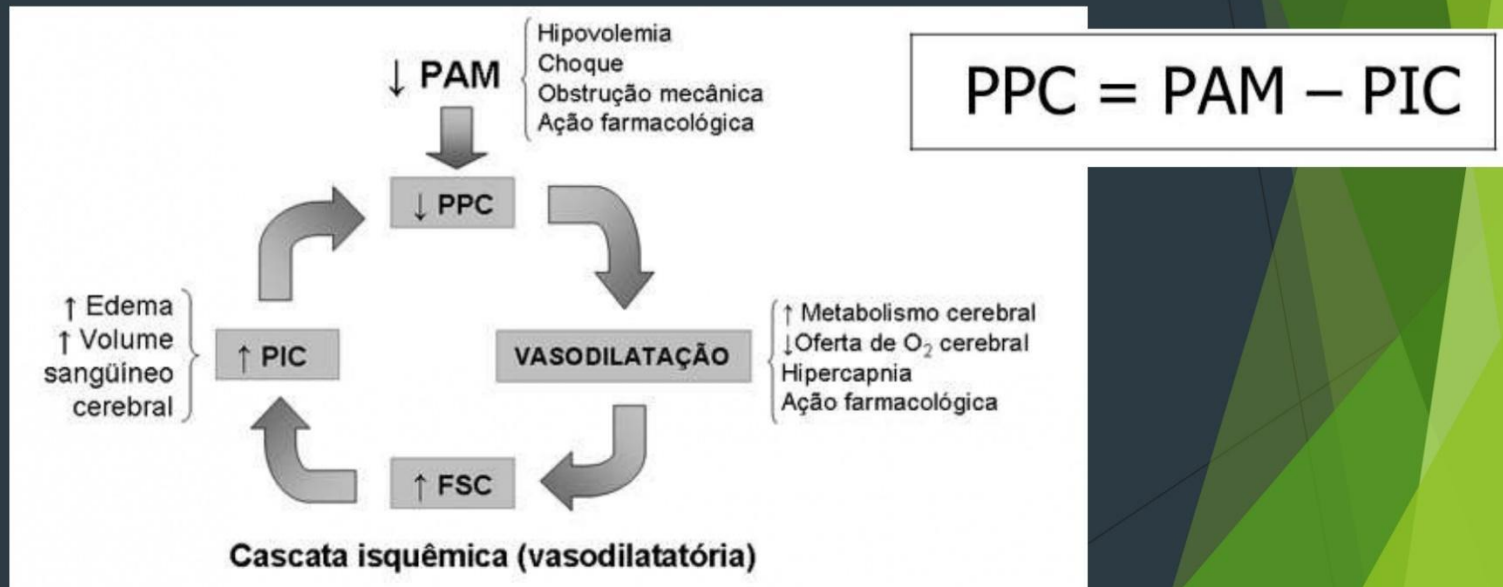 ↓ PAM
Hipovolemia
Choque
Obstrução mecânica
Ação farmacológica
PPC = PAM – PIC
↓ PPC
↑ Edema
↑ Volume
sangüíneo
cerebral
↑ PIC
VASODILATAÇÃO
↑ Metabolismo cerebral
↓Oferta de O₂ cerebral
Hipercapnia
Ação farmacológica
↑ FSC
Cascata isquêmica (vasodilatatória)